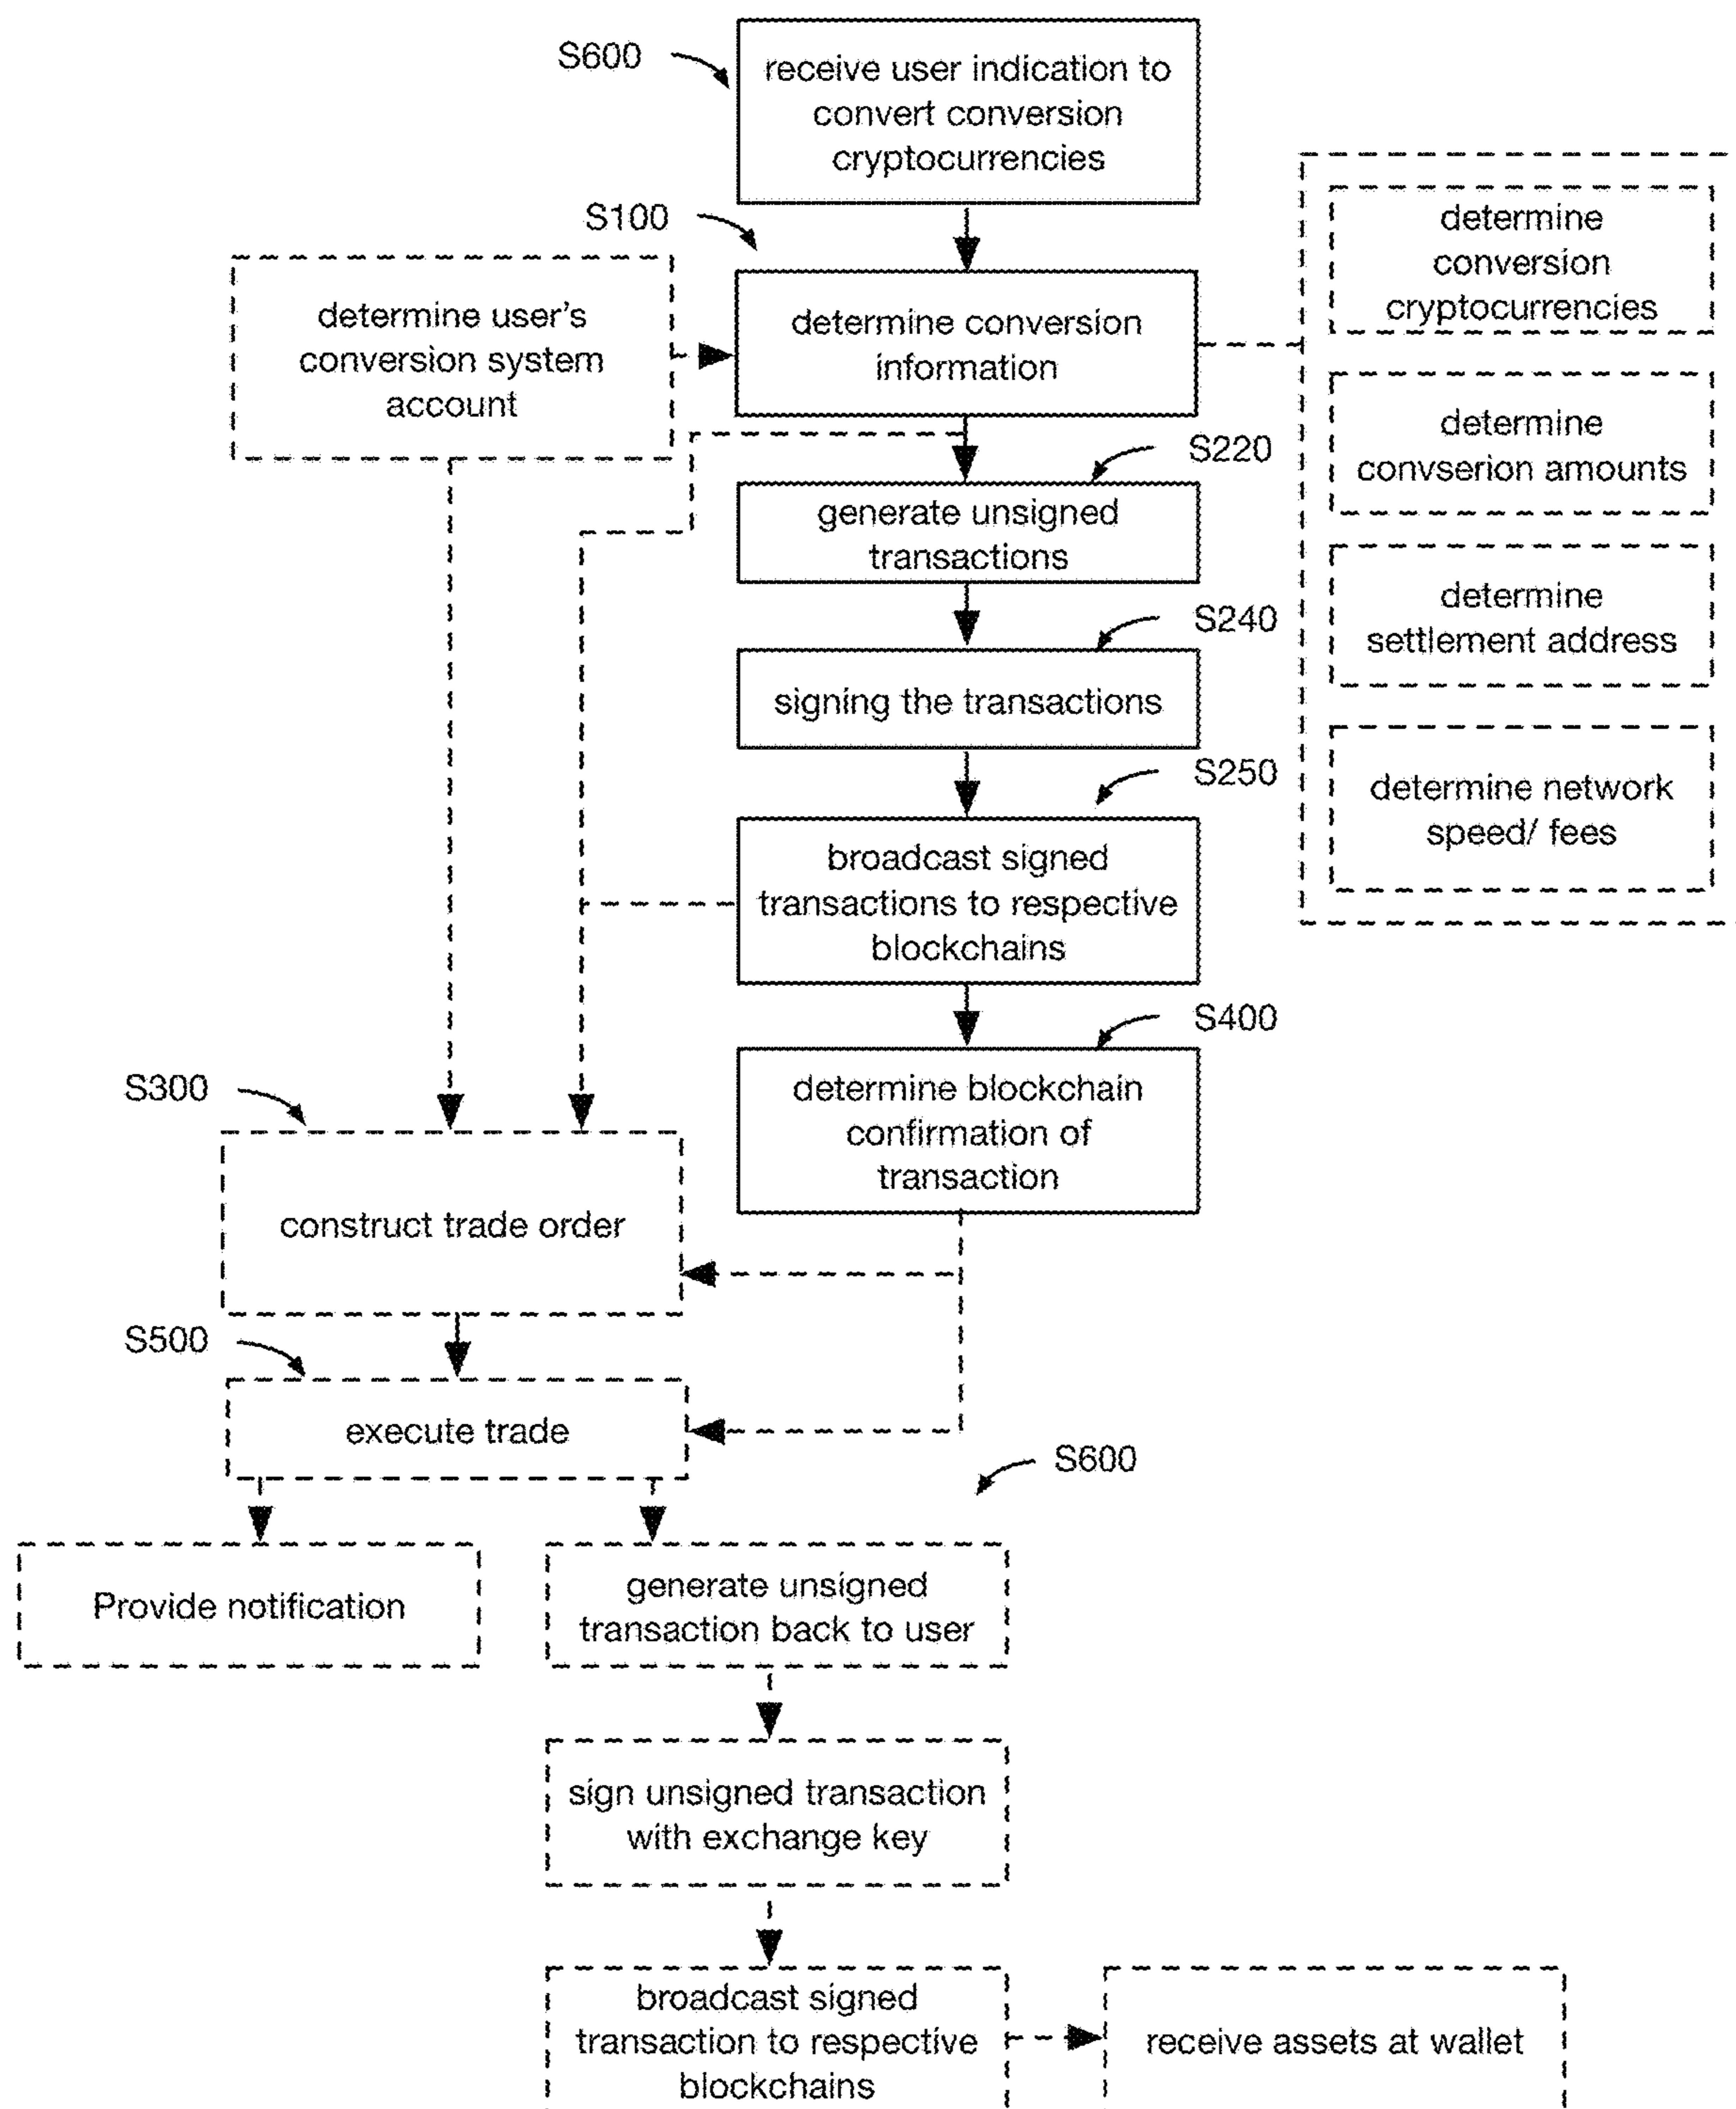 S600
receive user indication to
convert conversion
cryptocurrencies
S100
determine user's
conversion system
account
determine conversion
information
determine
conversion
cryptocurrencies
determine
convserion amounts
determine
settlement address
determine network
speed/ fees
S220
generate unsigned
transactions
S240
signing the transactions
S250
broadcast signed
transactions to respective
blockchains
S400
determine blockchain
confirmation of
transaction
S300
construct trade order
S500
execute trade
S600
Provide notification
generate unsigned
transaction back to user
sign unsigned transaction
with exchange key
broadcast signed
transaction to respective
blockchains
receive assets at wallet